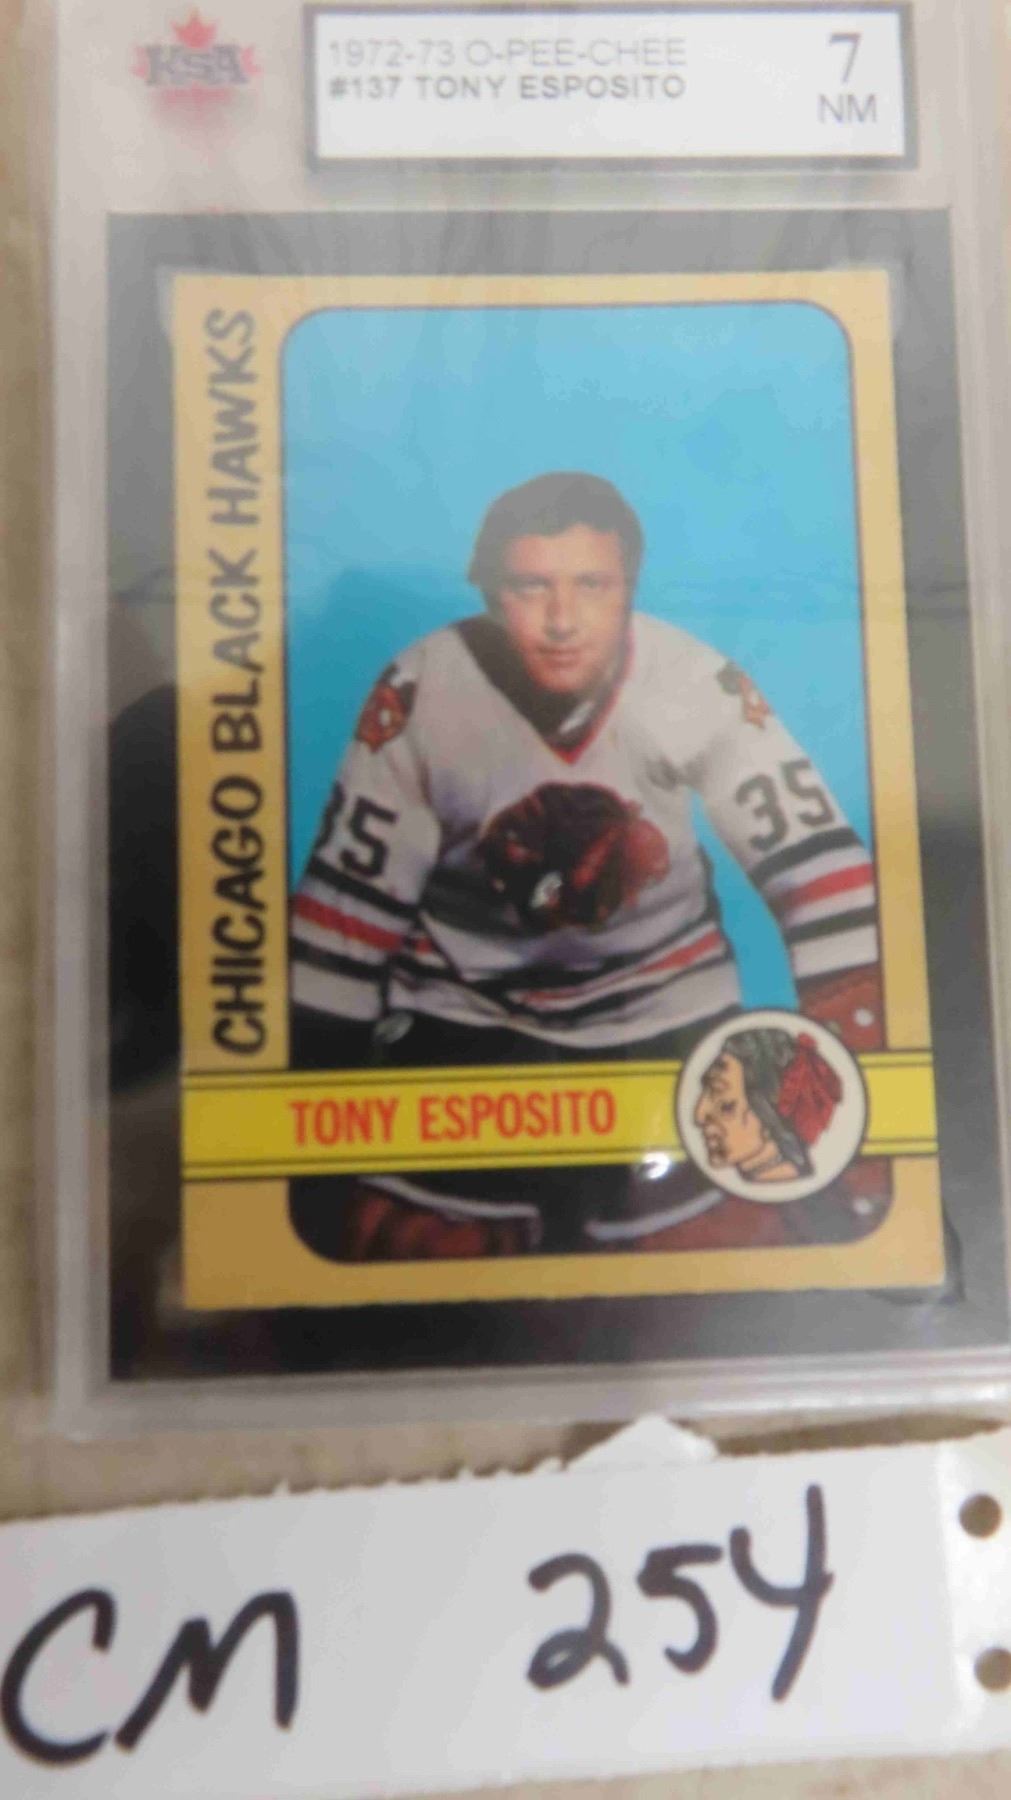 KSA
1972-73 O-PEE-CHEE
#137 TONY ESPOSITO
7
NM
CHICAGO BLACK HAWKS
35
35
TONY ESPOSITO
CM 254